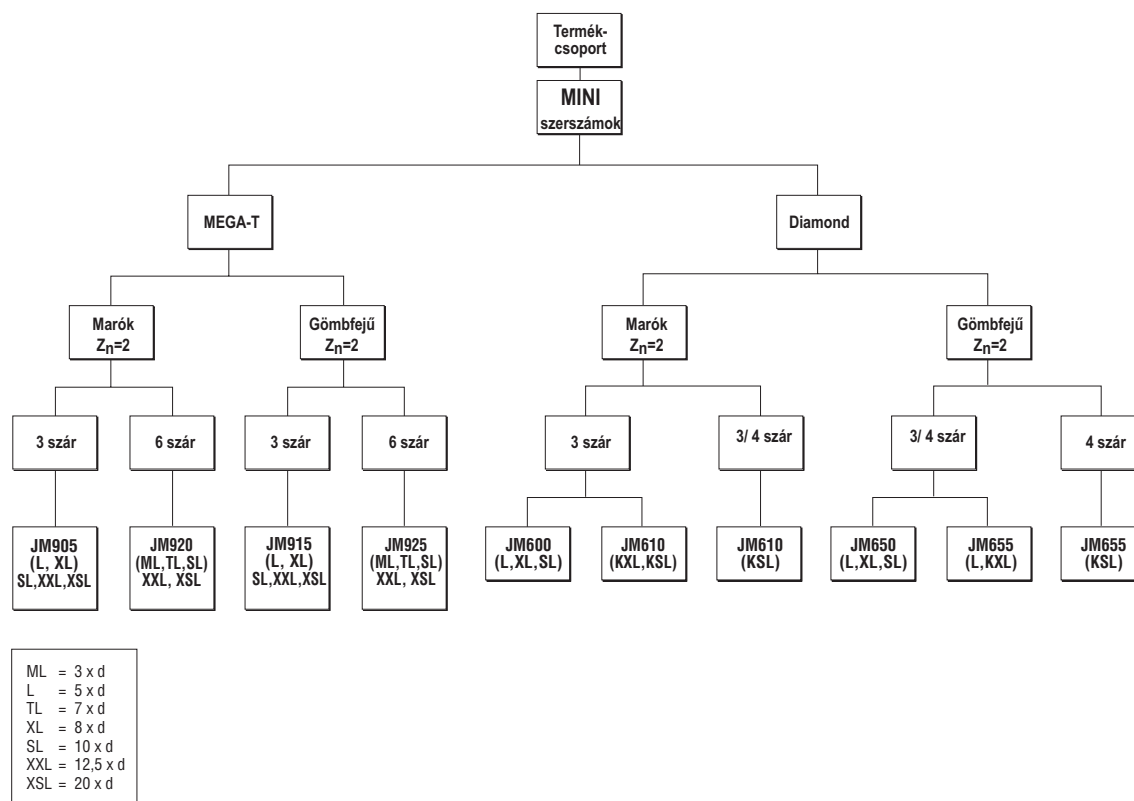 Termék-
csoport
MINI
szerszámok
MEGA-T
Diamond
Marók
Zn=2
Gömbfejű
Zn=2
Marók
Zn=2
Gömbfejű
Zn=2
3 szár
6 szár
3 szár
6 szár
3 szár
3/ 4 szár
3/ 4 szár
4 szár
JM905
(L, XL)
SL,XXL,XSL
JM920
(ML,TL,SL)
XXL, XSL
JM915
(L, XL)
SL,XXL,XSL
JM925
(ML,TL,SL)
XXL, XSL
JM600
(L,XL,SL)
JM610
(KXL,KSL)
JM610
(KSL)
JM650
(L,XL,SL)
JM655
(L,KXL)
JM655
(KSL)
ML = 3 x d
L = 5 x d
TL = 7 x d
XL = 8 x d
SL = 10 x d
XXL = 12,5 x d
XSL = 20 x d